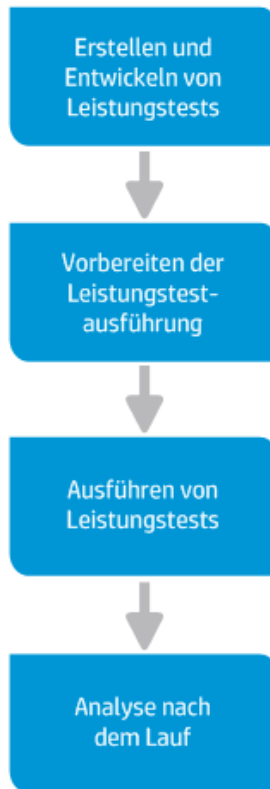 Erstellen und
Entwickeln von
Leistungstests
Vorbereiten der
Leistungstest-
ausführung
Ausführen von
Leistungstests
Analyse nach
dem Lauf